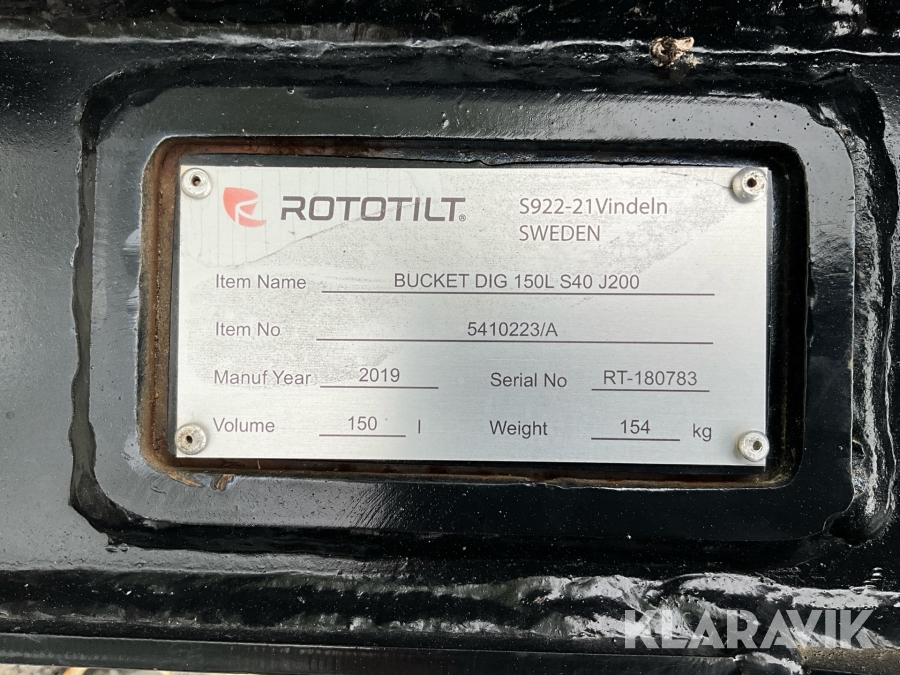 ROTOTILT®
S922-21Vindeln
SWEDEN
Item Name BUCKET DIG 150L S40 J200
Item No 5410223/A
Manuf Year 2019 Serial No RT-180783
Volume 150 l Weight 154 kg
KLARAVIK